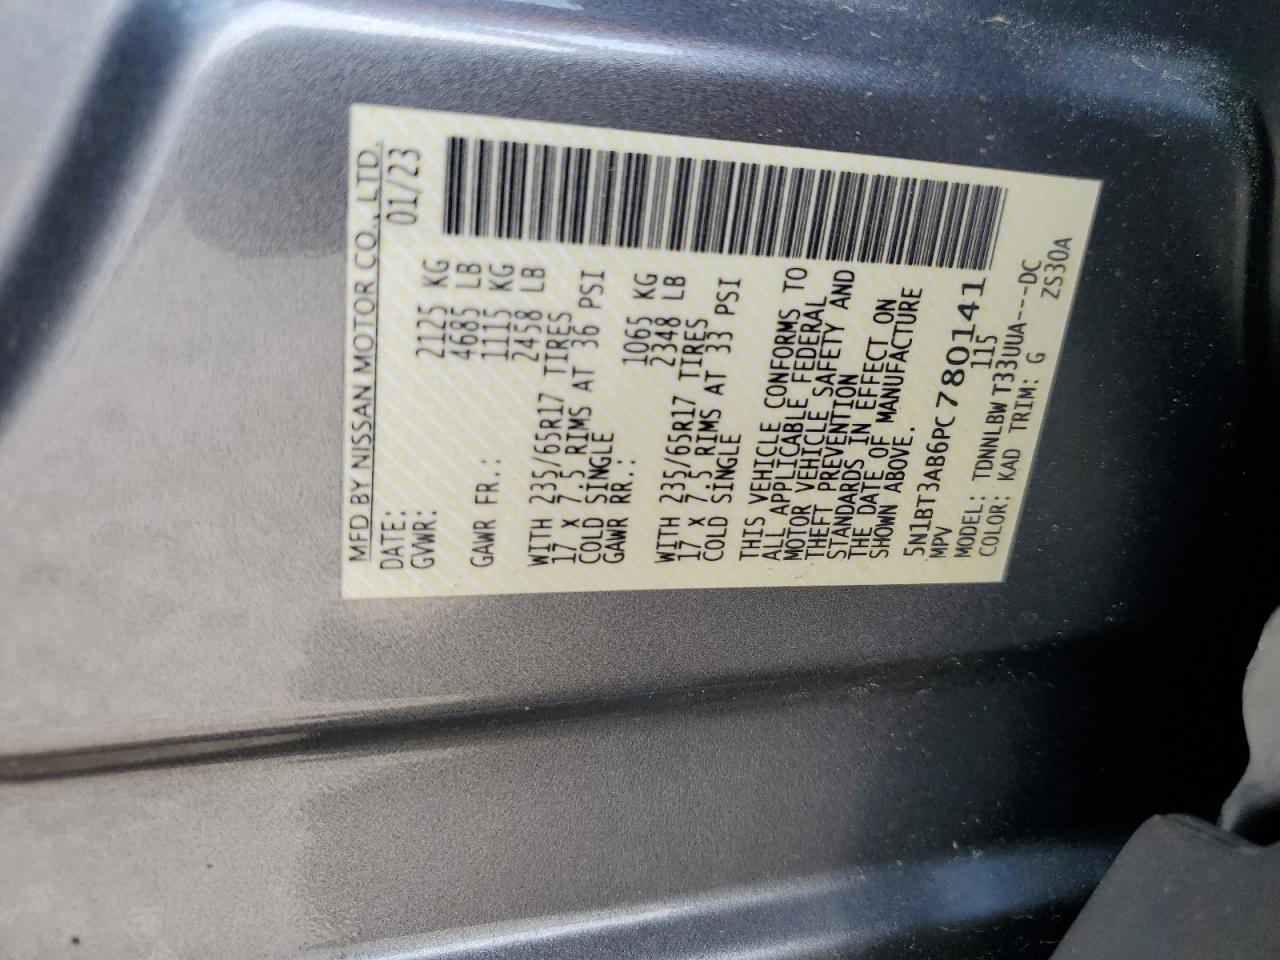 MFD BY NISSAN MOTOR CO., LTD.
DATE: 01/23
GVWR: 2125 KG
4685 LB
GAWR FR.: 1115 KG
2458 LB
WITH 235/65R17 TIRES
17 X 7.5 RIMS AT 36 PSI
COLD SINGLE
GAWR RR.: 1065 KG
2348 LB
WITH 235/65R17 TIRES
17 X 7.5 RIMS AT 33 PSI
COLD SINGLE
THIS VEHICLE CONFORMS TO
ALL APPLICABLE FEDERAL
MOTOR VEHICLE SAFETY AND
THEFT PREVENTION
STANDARDS IN EFFECT ON
THE DATE OF MANUFACTURE
SHOWN ABOVE.
5N1BT3AB6PC780141
MPV 115
MODEL: TDNNLBW T33UUA----DC
COLOR: KAD TRIM: G ZS30A